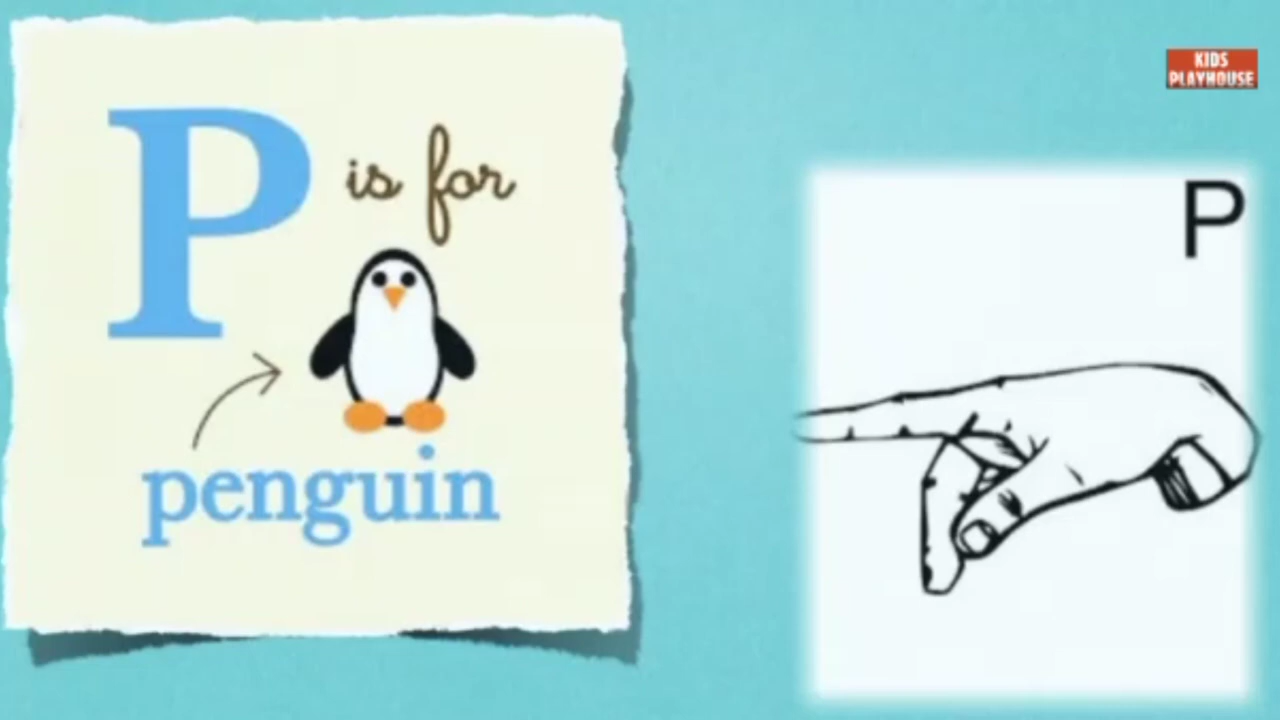 P is for
penguin
KIDS
PLAYHOUSE
P